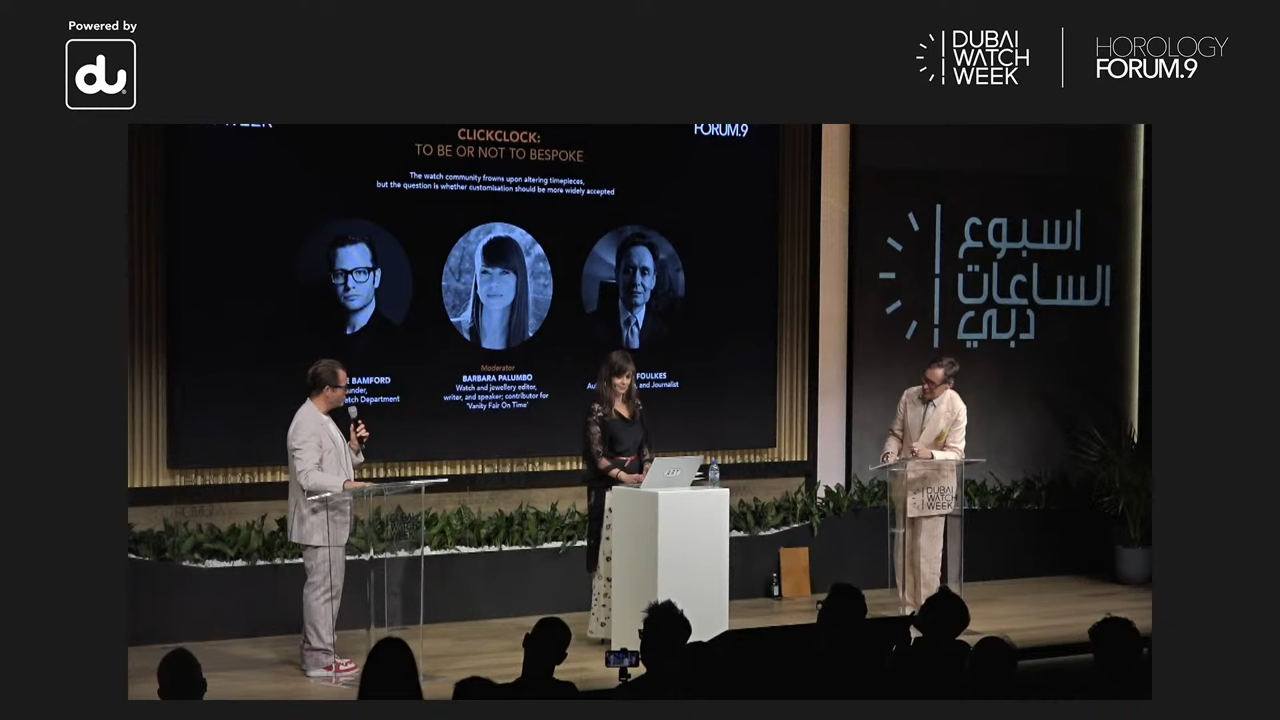 Powered by
du
DUBAI
WATCH
WEEK
HOROLOGY
FORUM.9
FORUM.9
CLICKCLOCK:
TO BE OR NOT TO BESPOKE
The watch community frowns upon altering timepieces,
but the question is whether customisation should be more widely accepted
اسبوع
الساعات
دبي
BAMFORD
Department
Moderator
BARBARA PALUMBO
Watch and jewellery editor,
writer, and speaker; contributor for
'Vanity Fair On Time'
FOULKES
and Journalist
DUBAI
WATCH
WEEK